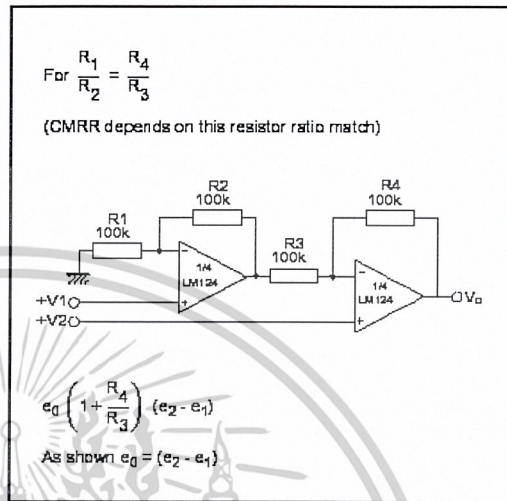 For R1/R2 = R4/R3
(CMRR depends on this resistor ratio match)
R2
100k
R4
100k
R1
100k
R3
100k
-
1/4
LM124
+
-
1/4
LM124
+
+V1
+V2
Vo
e0 (1 + R4/R3) (e2 - e1)
As shown e0 = (e2 - e1)